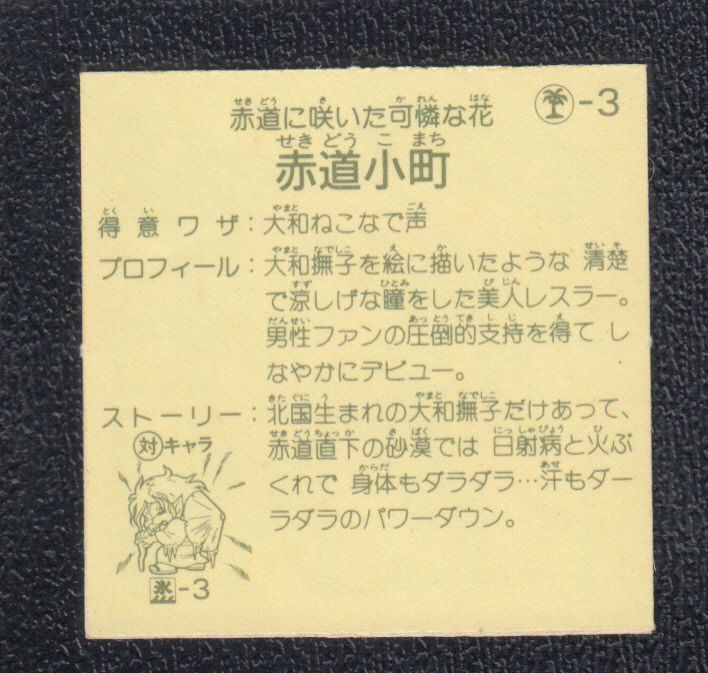 -3
赤道に咲いた可憐な花
赤道小町
得意ワザ:大和ねこなで声
プロフィール:大和撫子を絵に描いたような 清楚
で涼しげな瞳をした美人レスラー。
男性ファンの圧倒的支持を得て し
なやかにデビュー。
ストーリー:北国生まれの大和撫子だけあって、
赤道直下の砂漠では 日射病と火ぶ
くれで 身体もダラダラ…汗もダー
ラダラのパワーダウン。
対キャラ
氷-3